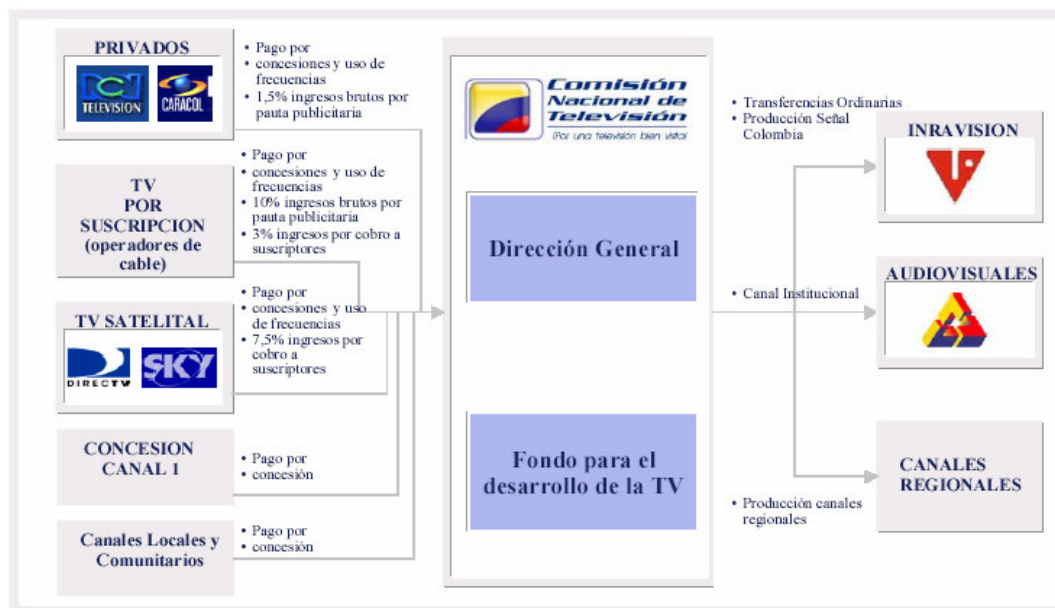 PRIVADOS
RCN
TELEVISION
CARACOL
• Pago por
• concesiones y uso de
frecuencias
• 1,5% ingresos brutos por
pauta publicitaria
TV
POR
SUSCRIPCION
(operadores de
cable)
• Pago por
• concesiones y uso de
frecuencias
• 10% ingresos brutos por
pauta publicitaria
• 3% ingresos por cobro a
suscriptores
TV SATELITAL
DIRECTV
SKY
• Pago por
• concesiones y uso
de frecuencias
• 7,5% ingresos por
cobro a
suscriptores
CONCESION
CANAL 1
• Pago por
• concesión
Canales Locales y
Comunitarios
• Pago por
• concesión
Comisión
Nacional de
Televisión
¡Por una televisión bien vista!
Dirección General
Fondo para el
desarrollo de la TV
• Transferencias Ordinarias
• Producción Señal
Colombia
INRAVISION
• Canal Institucional
AUDIOVISUALES
• Producción canales
regionales
CANALES
REGIONALES